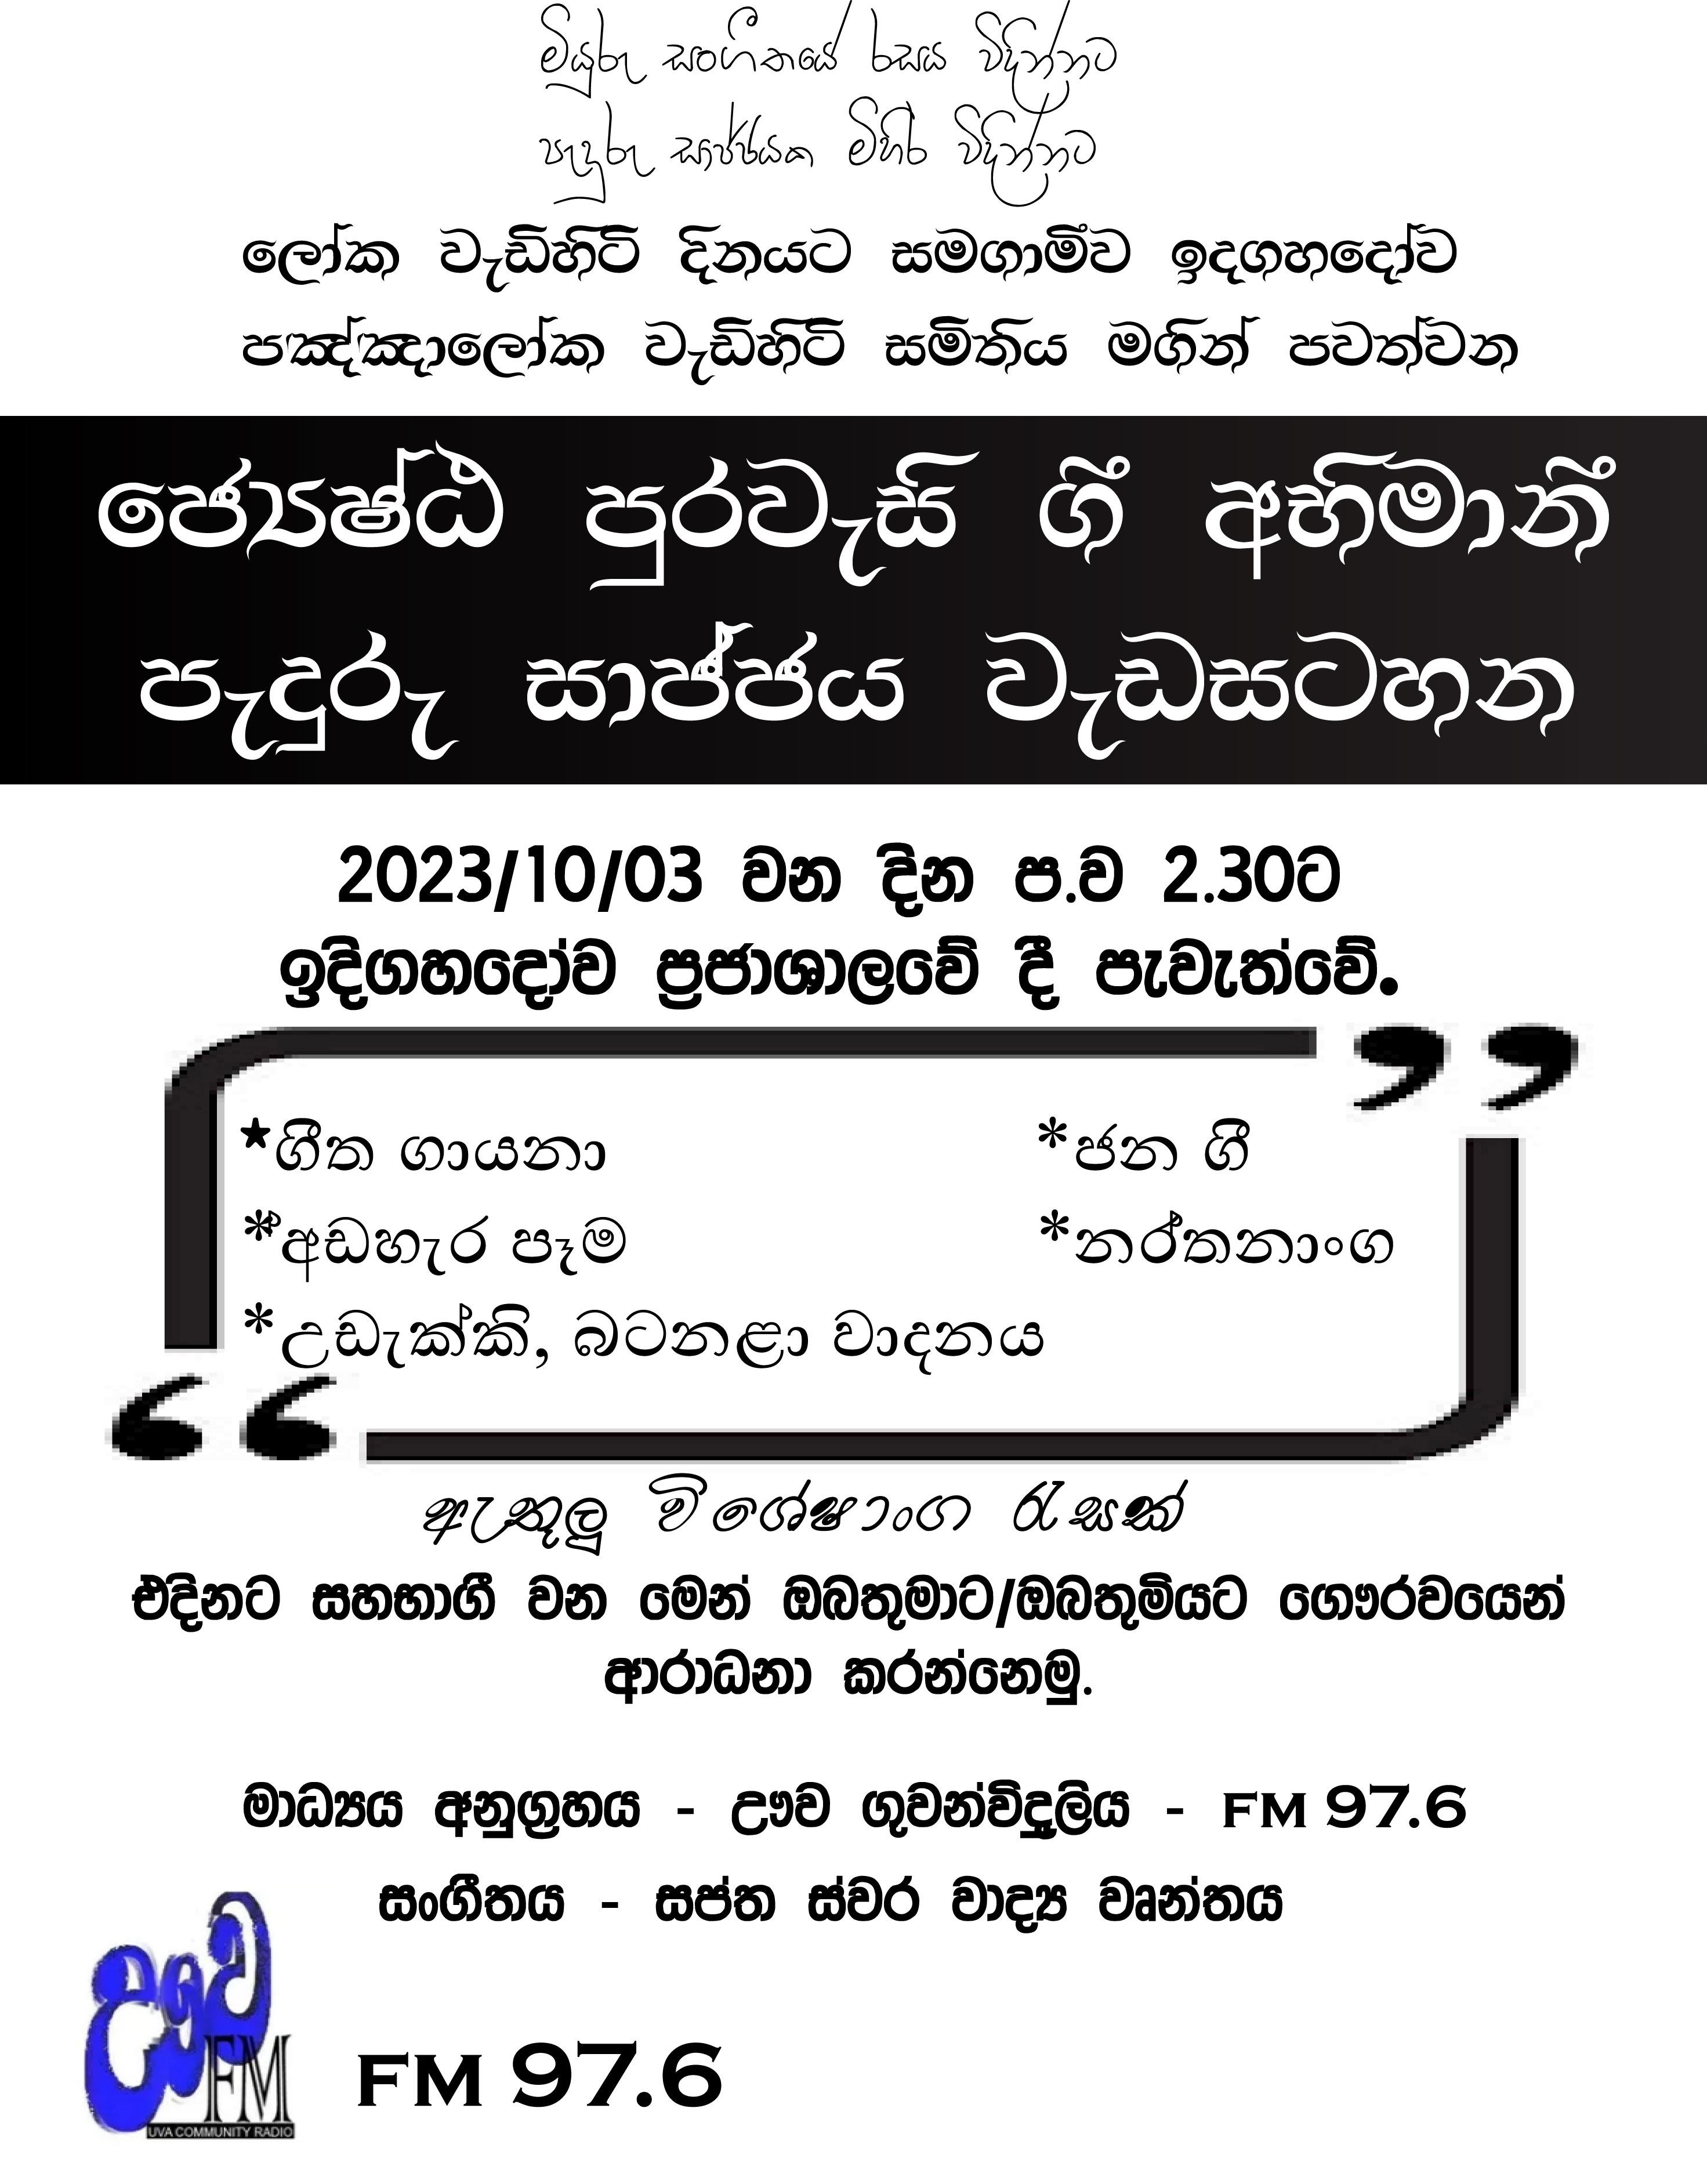 මියුරු සංගීතයේ රසය විදින්නට
පැදුරු සාජ්ජයක මිහිර විදින්නට
ලෝක වැඩිහිටි දිනයට සමගාමීව ඉදගහදෝව
පඤ්ඤාලෝක වැඩිහිටි සමිතිය මගින් පවත්වන
ජ්‍යෙෂ්ඨ පුරවැසි ගී අභිමානී
පැදුරු සාජ්ජය වැඩසටහන
2023/10/03 වන දින ප.ව 2.30ට
ඉදිගහදෝව ප්‍රජාශාලවේ දී පැවැත්වේ.
*ගීත ගායනා *ජන ගී
*අඩහැර පෑම *නර්තනාංග
*උඩැක්කි, බටනළා වාදනය
ඇතුලු විශේෂාංග රැසක්
එදිනට සහභාගී වන මෙන් ඔබතුමාට/ඔබතුමියට ගෞරවයෙන්
ආරාධනා කරන්නෙමු.
මාධ්‍යය අනුග්‍රහය - ඌව ගුවන්විදුලිය - FM 97.6
සංගීතය - සප්ත ස්වර වාද්‍ය වෘන්තය
ඌව
FM
UVA COMMUNITY RADIO
FM 97.6